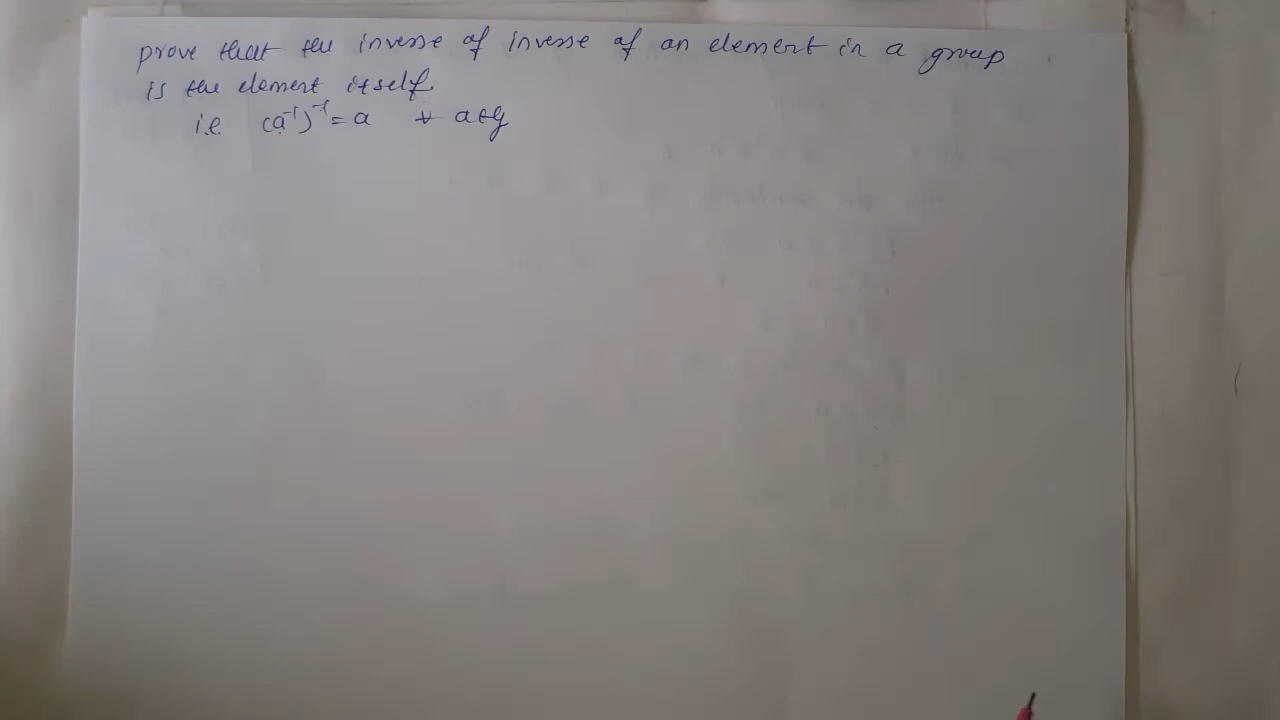 prove that the inverse of inverse of an element in a group
is the element itself.
i.e (a⁻¹)⁻¹ = a ∀ a∈G